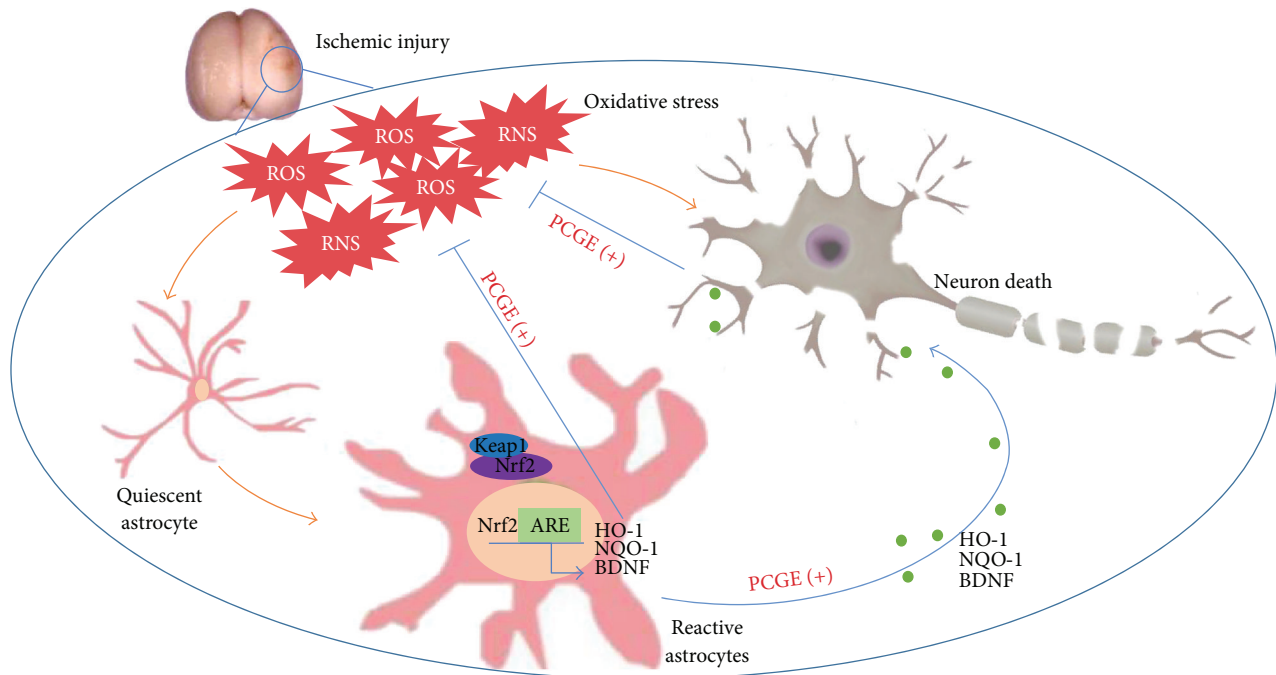 Ischemic injury
Oxidative stress
ROS
RNS
ROS
ROS
RNS
PCGE (+)
PCGE (+)
Neuron death
Keap1
Nrf2
Quiescent
astrocyte
Nrf2
ARE
HO-1
NQO-1
BDNF
HO-1
NQO-1
BDNF
PCGE (+)
Reactive
astrocytes